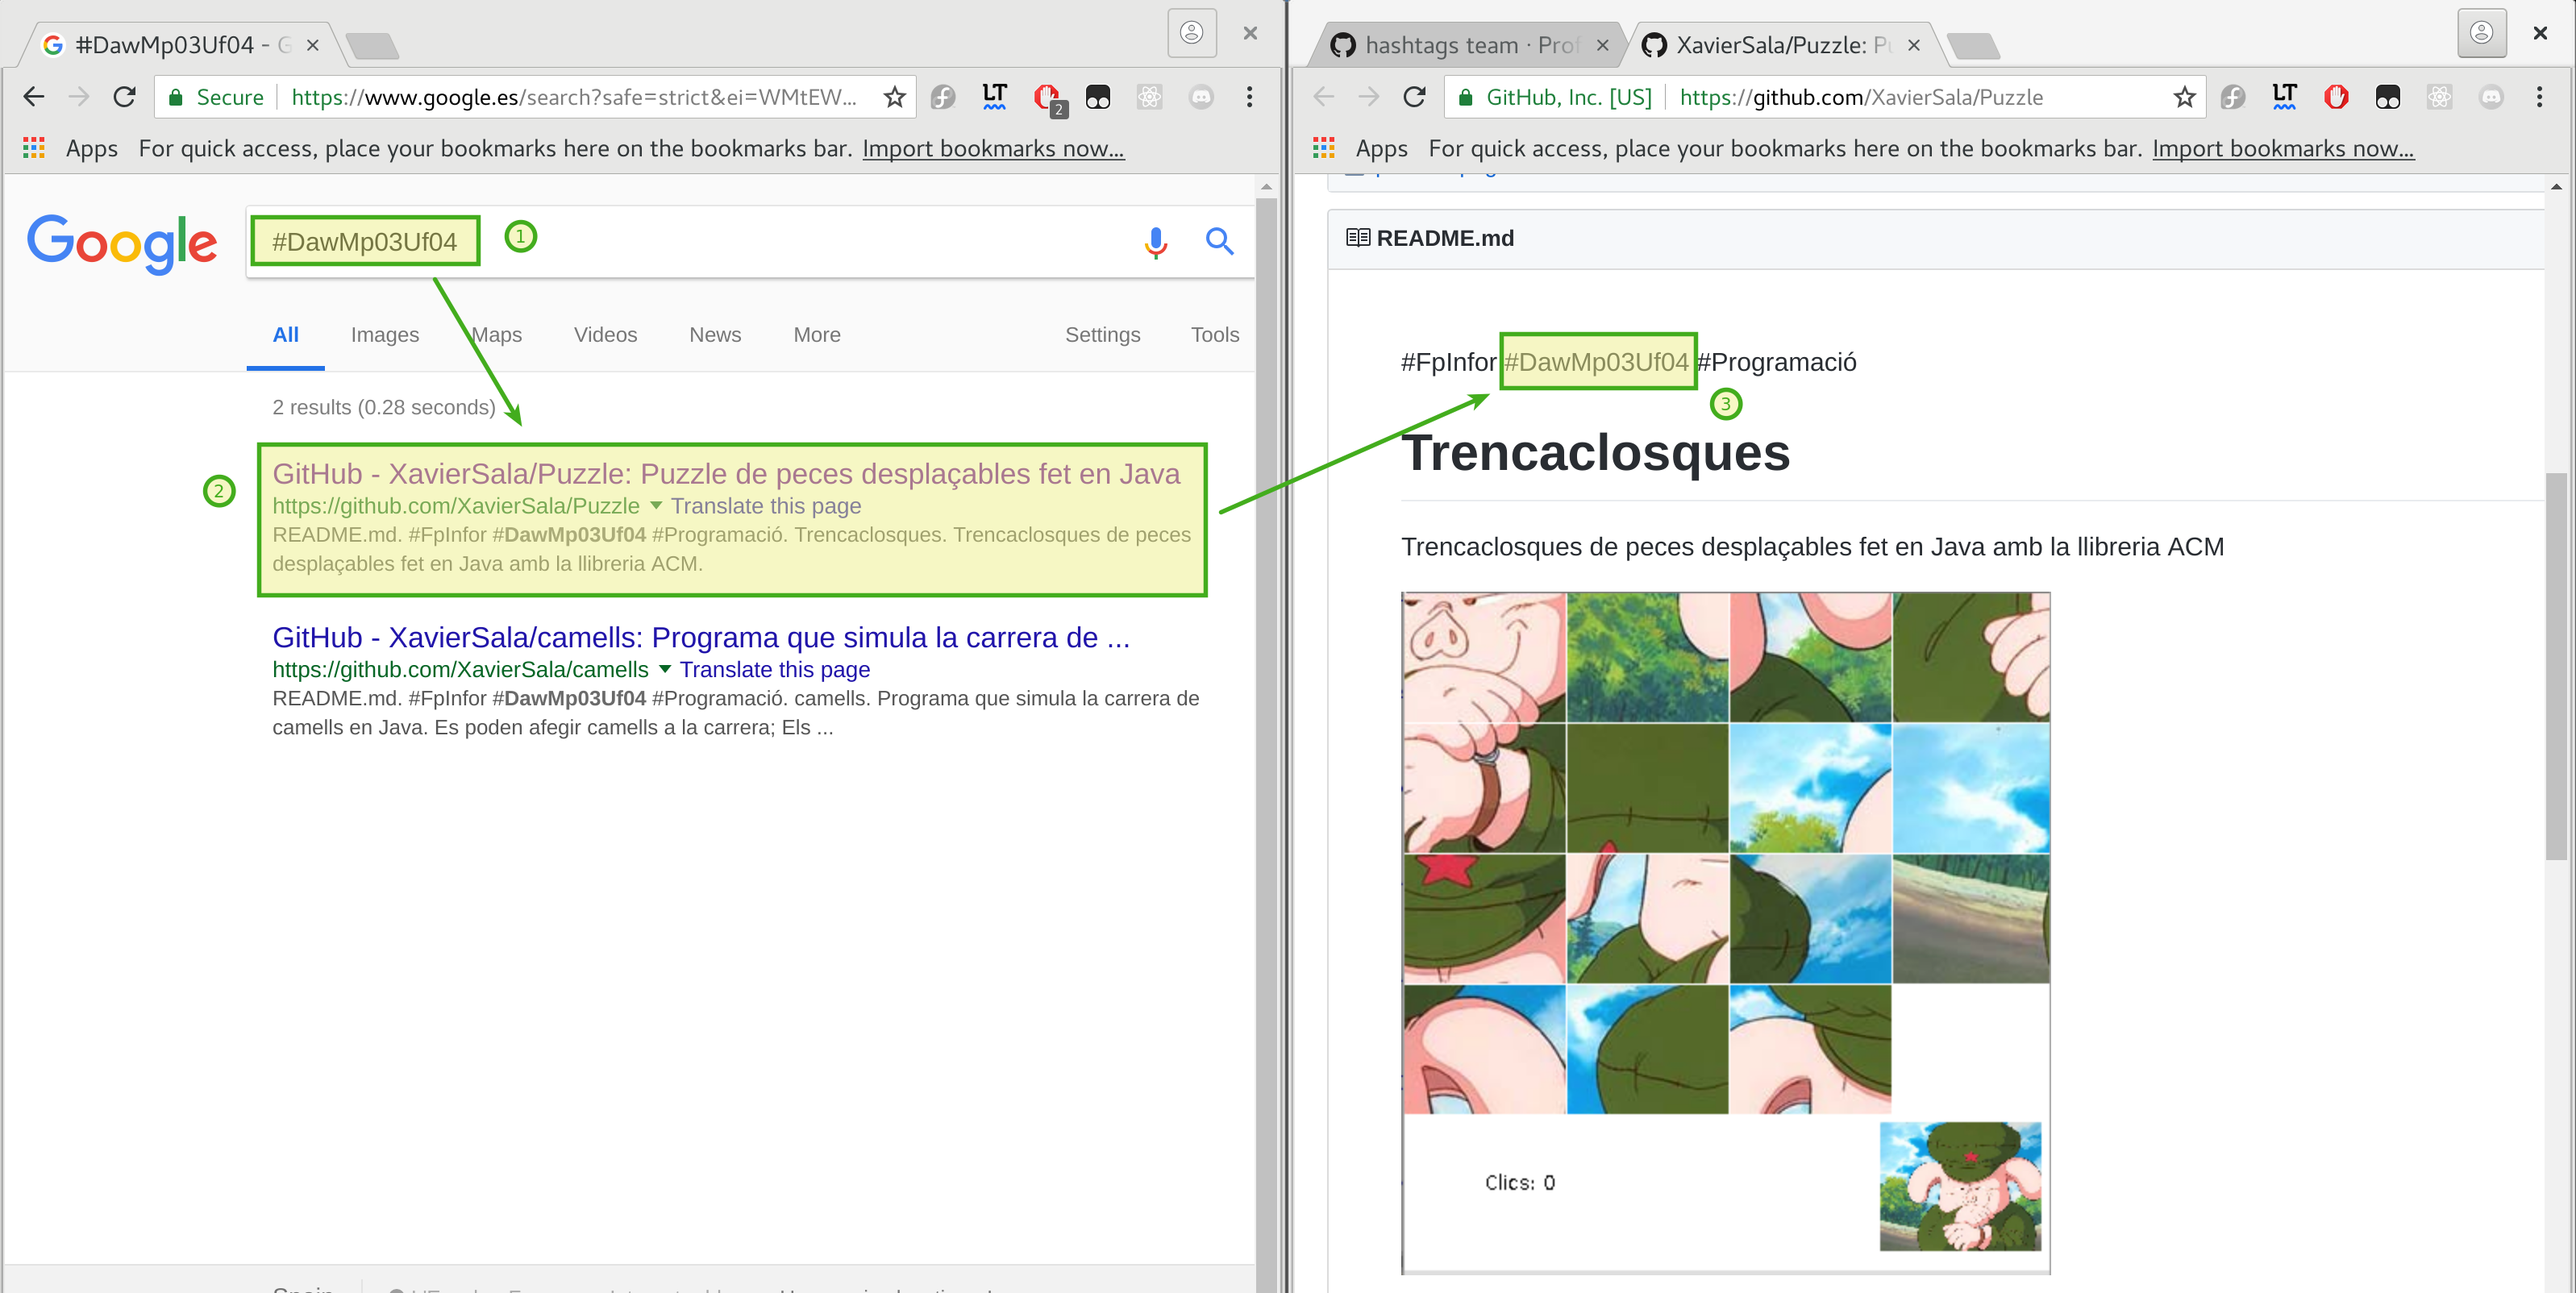 #DawMp03Uf04 - G
Secure https://www.google.es/search?safe=strict&ei=WMtEW...
2
Apps For quick access, place your bookmarks here on the bookmarks bar. Import bookmarks now...
Google
#DawMp03Uf04
1
All Images Maps Videos News More Settings Tools
2 results (0.28 seconds)
2
GitHub - XavierSala/Puzzle: Puzzle de peces desplaçables fet en Java
https://github.com/XavierSala/Puzzle Translate this page
README.md. #FpInfor #DawMp03Uf04 #Programació. Trencaclosques. Trencaclosques de peces
desplaçables fet en Java amb la llibreria ACM.
GitHub - XavierSala/camells: Programa que simula la carrera de ...
https://github.com/XavierSala/camells Translate this page
README.md. #FpInfor #DawMp03Uf04 #Programació. camells. Programa que simula la carrera de
camells en Java. Es poden afegir camells a la carrera; Els ...
hashtags team · Prof
XavierSala/Puzzle: Pu
GitHub, Inc. [US] https://github.com/XavierSala/Puzzle
LT
Apps For quick access, place your bookmarks here on the bookmarks bar. Import bookmarks now...
README.md
#FpInfor #DawMp03Uf04 #Programació
3
Trencaclosques
Trencaclosques de peces desplaçables fet en Java amb la llibreria ACM
Clics: 0